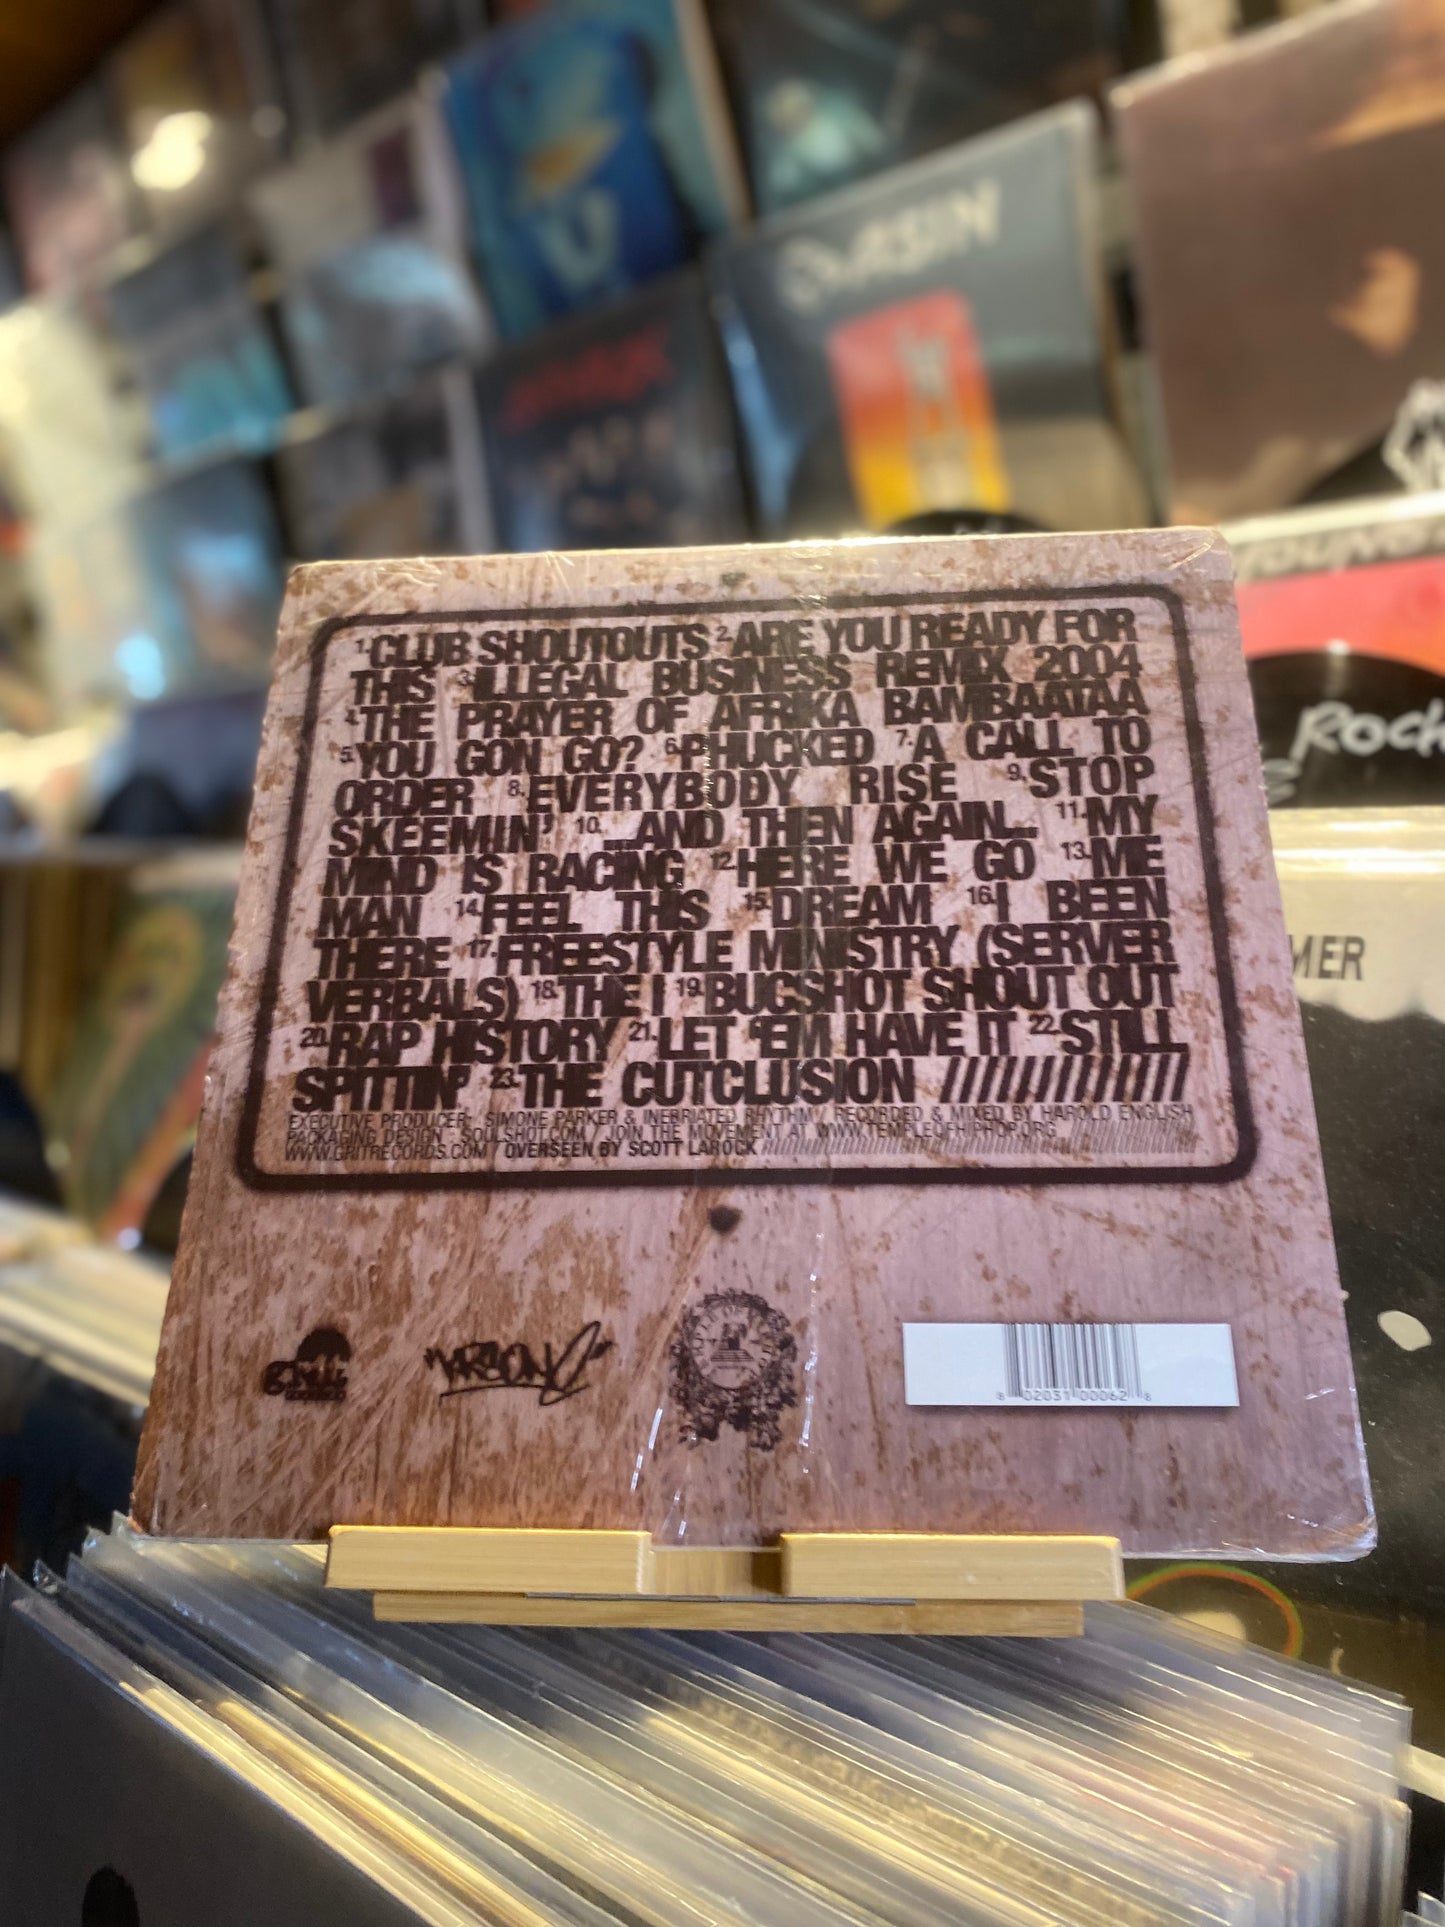 1. CLUB SHOUTOUTS 2. ARE YOU READY FOR
THIS 3. ILLEGAL BUSINESS REMIX 2004
4. THE PRAYER OF AFRIKA BAMBAATAA
5. YOU GON GO? 6. PHUCKED 7. A CALL TO
ORDER 8. EVERYBODY RISE 9. STOP
SKEEMIN' 10. ...AND THEN AGAIN... 11. MY
MIND IS RACING 12. HERE WE GO 13. ME
MAN 14. FEEL THIS 15. DREAM 16. I BEEN
THERE 17. FREESTYLE MINISTRY (SERVER
VERBALS) 18. THE I 19. BUCSHOT SHOUT OUT
20. RAP HISTORY 21. LET 'EM HAVE IT 22. STILL
SPITTIN' 23. THE CUTCLUSION ////////////////
EXECUTIVE PRODUCER: SIMONE PARKER & INEBRIATED RHYTHM / RECORDED & MIXED BY HAROLD ENGLISH
PACKAGING DESIGN - SOULSHOT.COM / JOIN THE MOVEMENT AT WWW.TEMPLEOFHIPHOP.ORG
WWW.GRITRECORDS.COM / OVERSEEN BY SCOTT LAROCK
8 02031 00062 8
MER
Rock